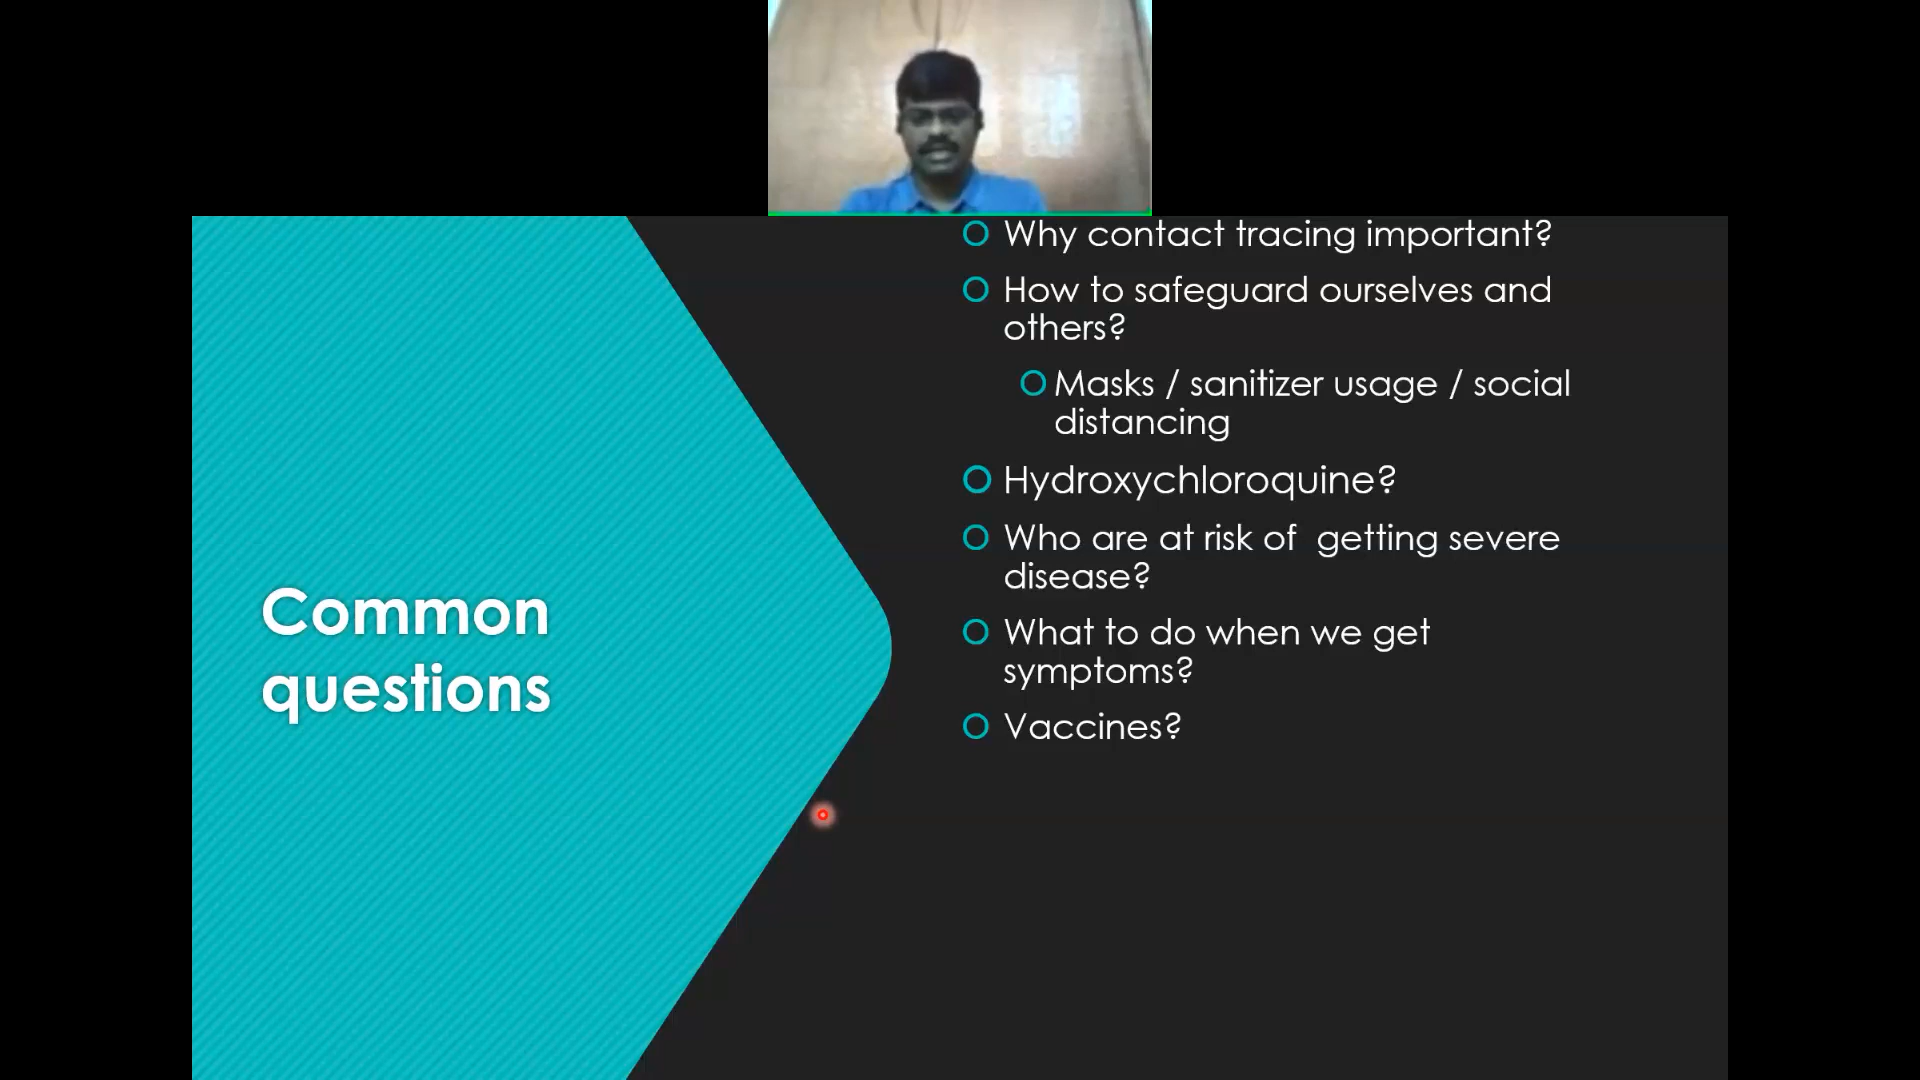 Common
questions
Why contact tracing important?
How to safeguard ourselves and
others?
Masks / sanitizer usage / social
distancing
Hydroxychloroquine?
Who are at risk of  getting severe
disease?
What to do when we get
symptoms?
Vaccines?